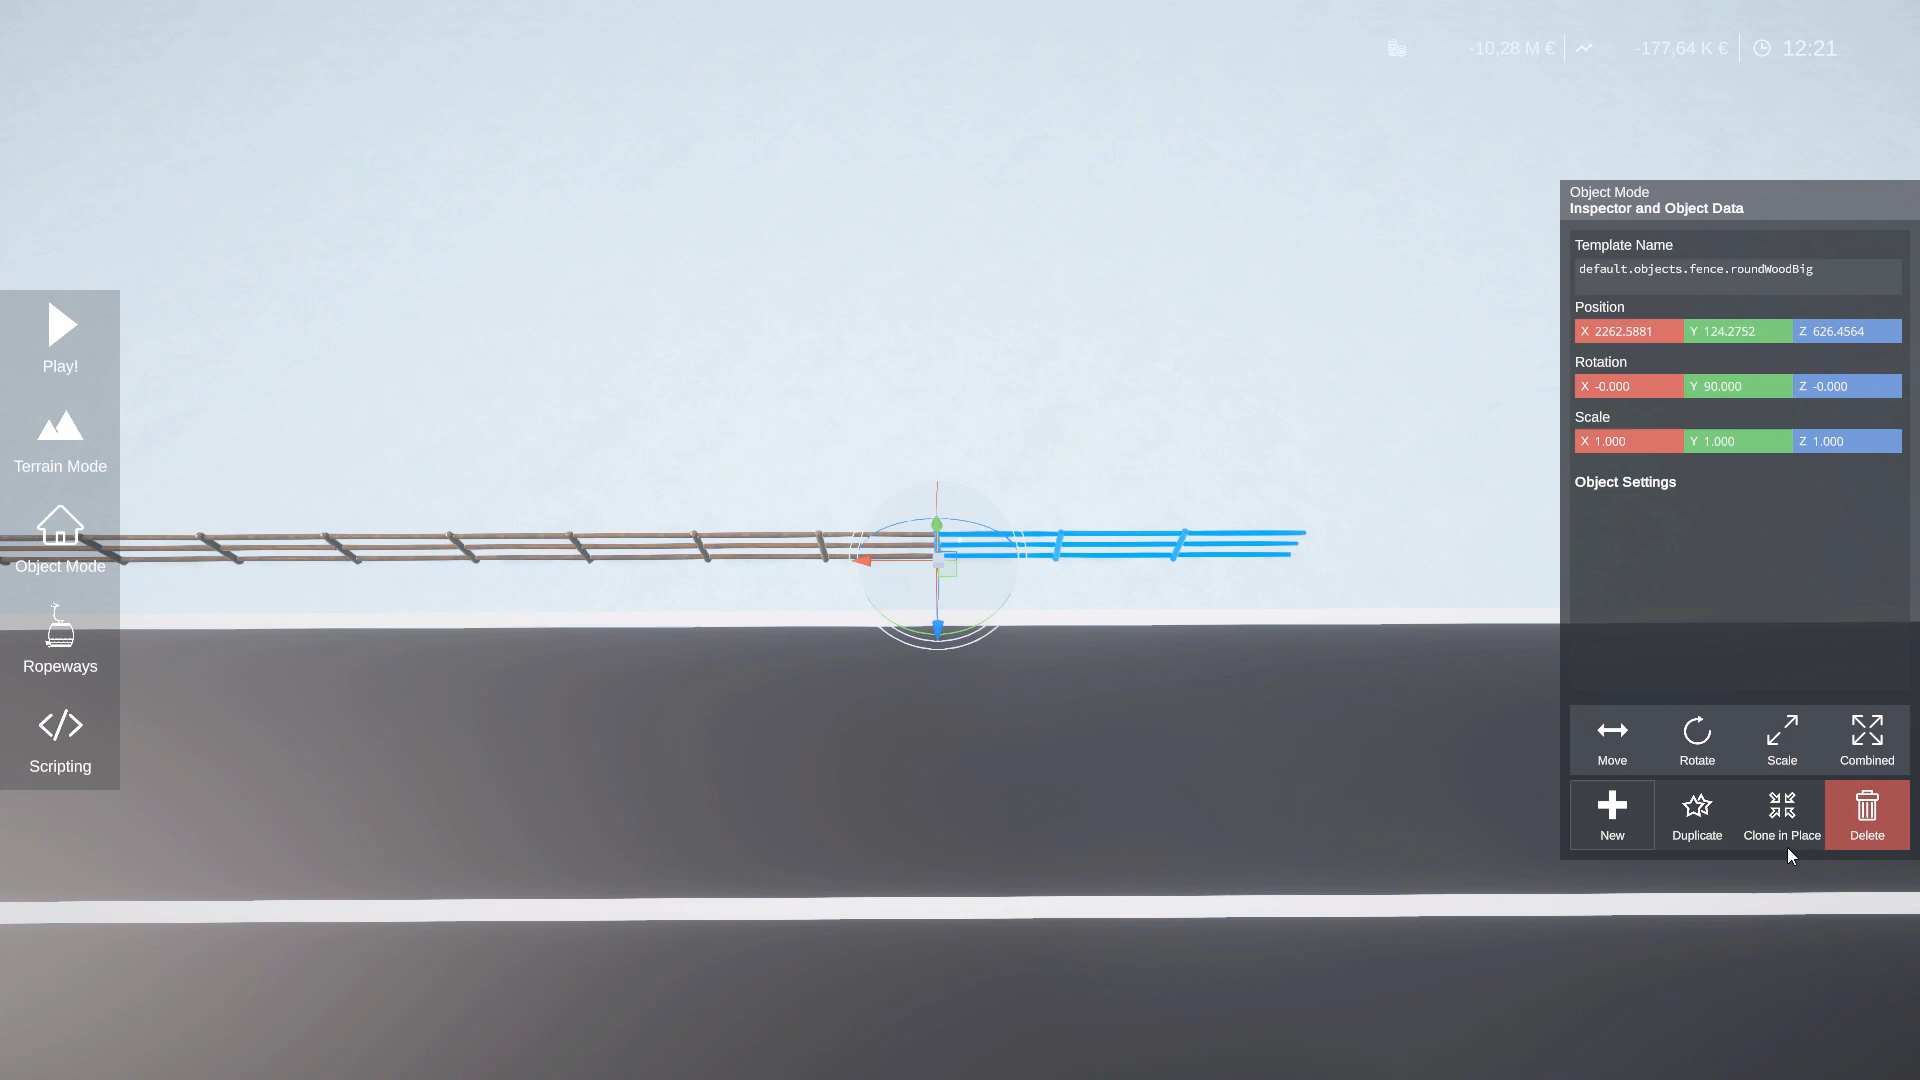 -10,28 M €
-177,64 K €
12:21
Object Mode
Inspector and Object Data
Template Name
default.objects.fence.roundWoodBig
Position
X 2262.5881 Y 124.2752 Z 626.4564
Rotation
X -0.000 Y 90.000 Z -0.000
Scale
X 1.000 Y 1.000 Z 1.000
Object Settings
Play!
Terrain Mode
Object Mode
Ropeways
Scripting
Move Rotate Scale Combined
New Duplicate Clone in Place Delete